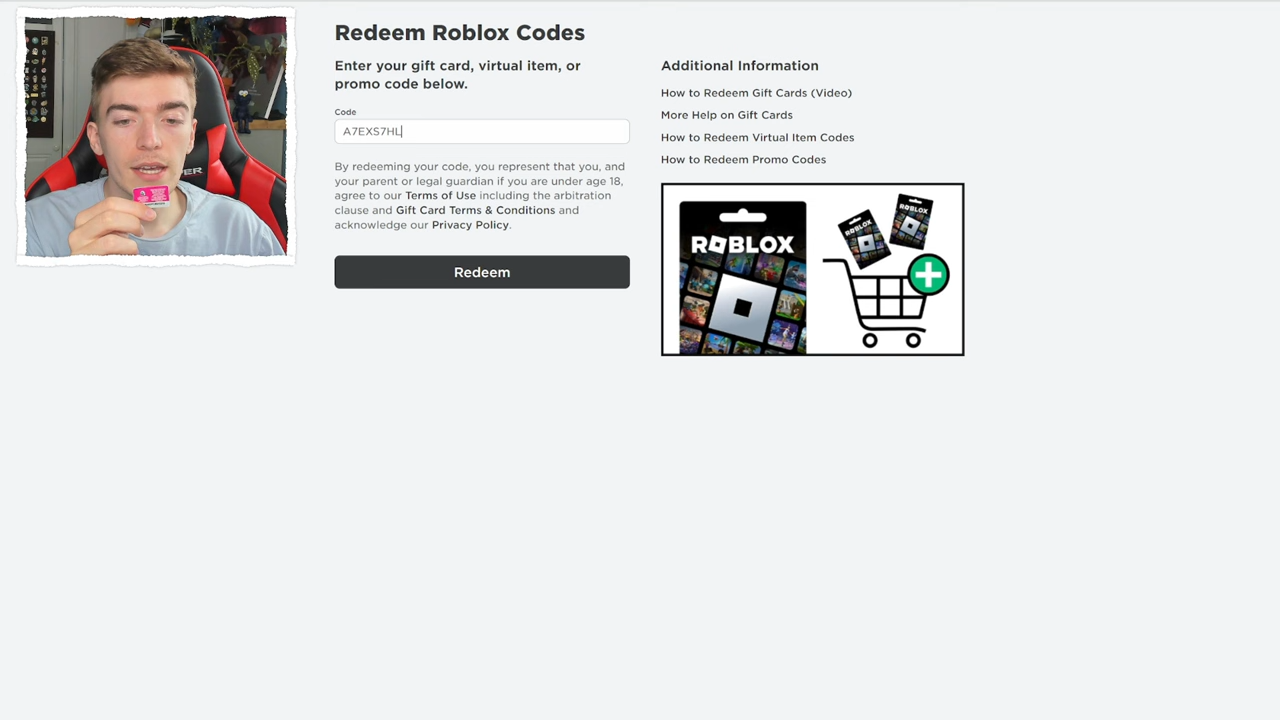 Redeem Roblox Codes
Enter your gift card, virtual item, or
promo code below.
Code
A7EXS7HL
By redeeming your code, you represent that you, and
your parent or legal guardian if you are under age 18,
agree to our Terms of Use including the arbitration
clause and Gift Card Terms & Conditions and
acknowledge our Privacy Policy.
Redeem
Additional Information
How to Redeem Gift Cards (Video)
More Help on Gift Cards
How to Redeem Virtual Item Codes
How to Redeem Promo Codes
ROBLOX
ROBLOX
ROBLOX